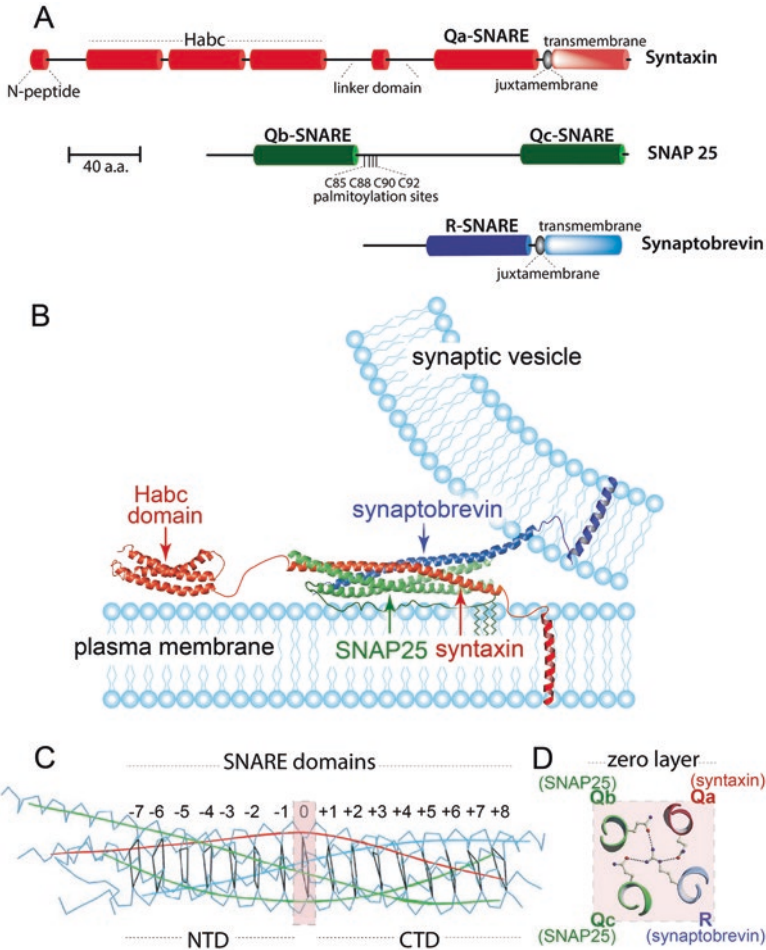 A
Habc
Qa-SNARE
transmembrane
Syntaxin
N-peptide
linker domain
juxtamembrane
Qb-SNARE
Qc-SNARE
SNAP 25
40 a.a.
C85 C88 C90 C92
palmitoylation sites
R-SNARE
transmembrane
Synaptobrevin
juxtamembrane
B
synaptic vesicle
Habc
domain
synaptobrevin
plasma membrane
SNAP25 syntaxin
C
SNARE domains
-7 -6 -5 -4 -3 -2 -1 0 +1 +2 +3 +4 +5 +6 +7 +8
NTD
CTD
D
zero layer
(SNAP25)
Qb
(syntaxin)
Qa
Qc
(SNAP25)
R
(synaptobrevin)